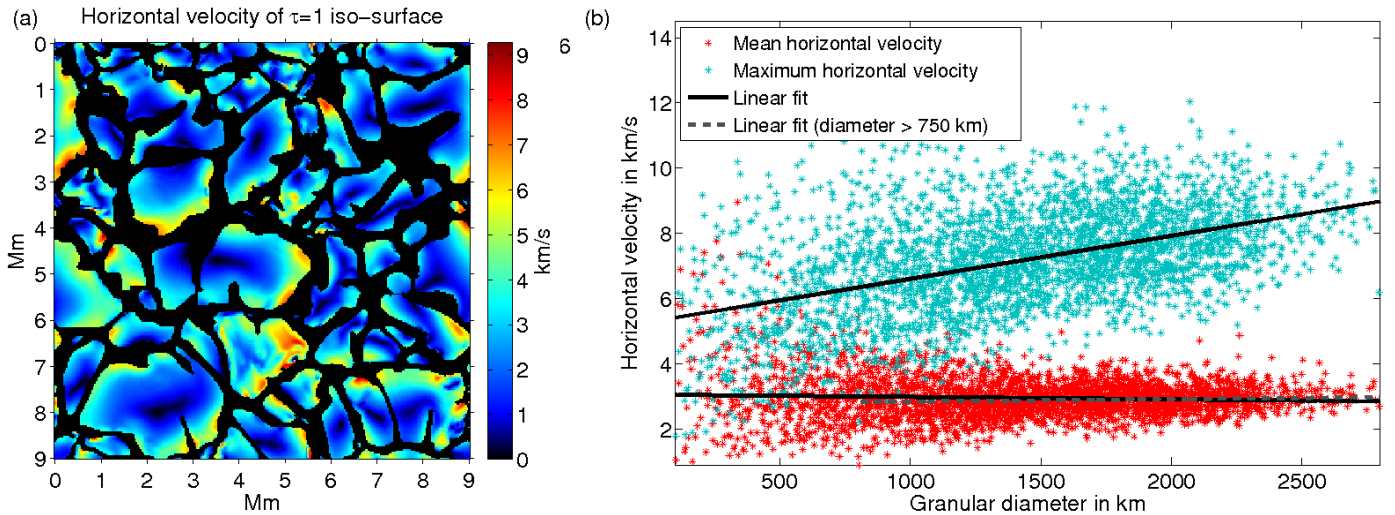 (a) Horizontal velocity of τ=1 iso−surface
0
1
2
3
4
5
6
7
8
9
Mm
0 1 2 3 4 5 6 7 8 9
Mm
6
9
8
7
6
5
4
3
2
1
0
km/s
(b)
14
12
10
8
6
4
2
Horizontal velocity in km/s
Mean horizontal velocity
Maximum horizontal velocity
Linear fit
Linear fit (diameter > 750 km)
500 1000 1500 2000 2500
Granular diameter in km